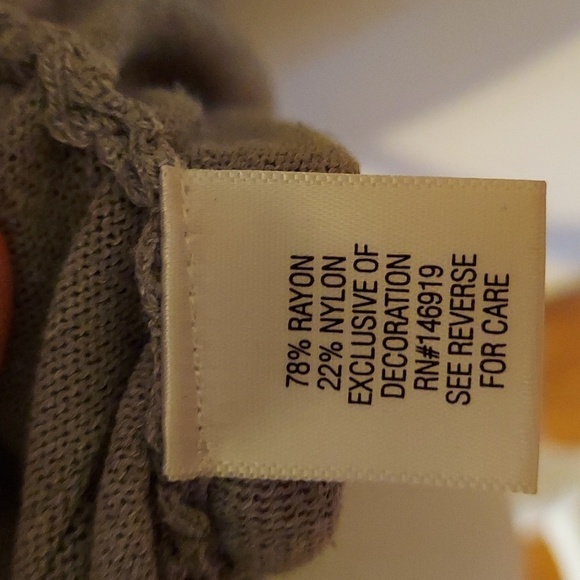 78% RAYON
22% NYLON
EXCLUSIVE OF
DECORATION
RN#146919
SEE REVERSE
FOR CARE